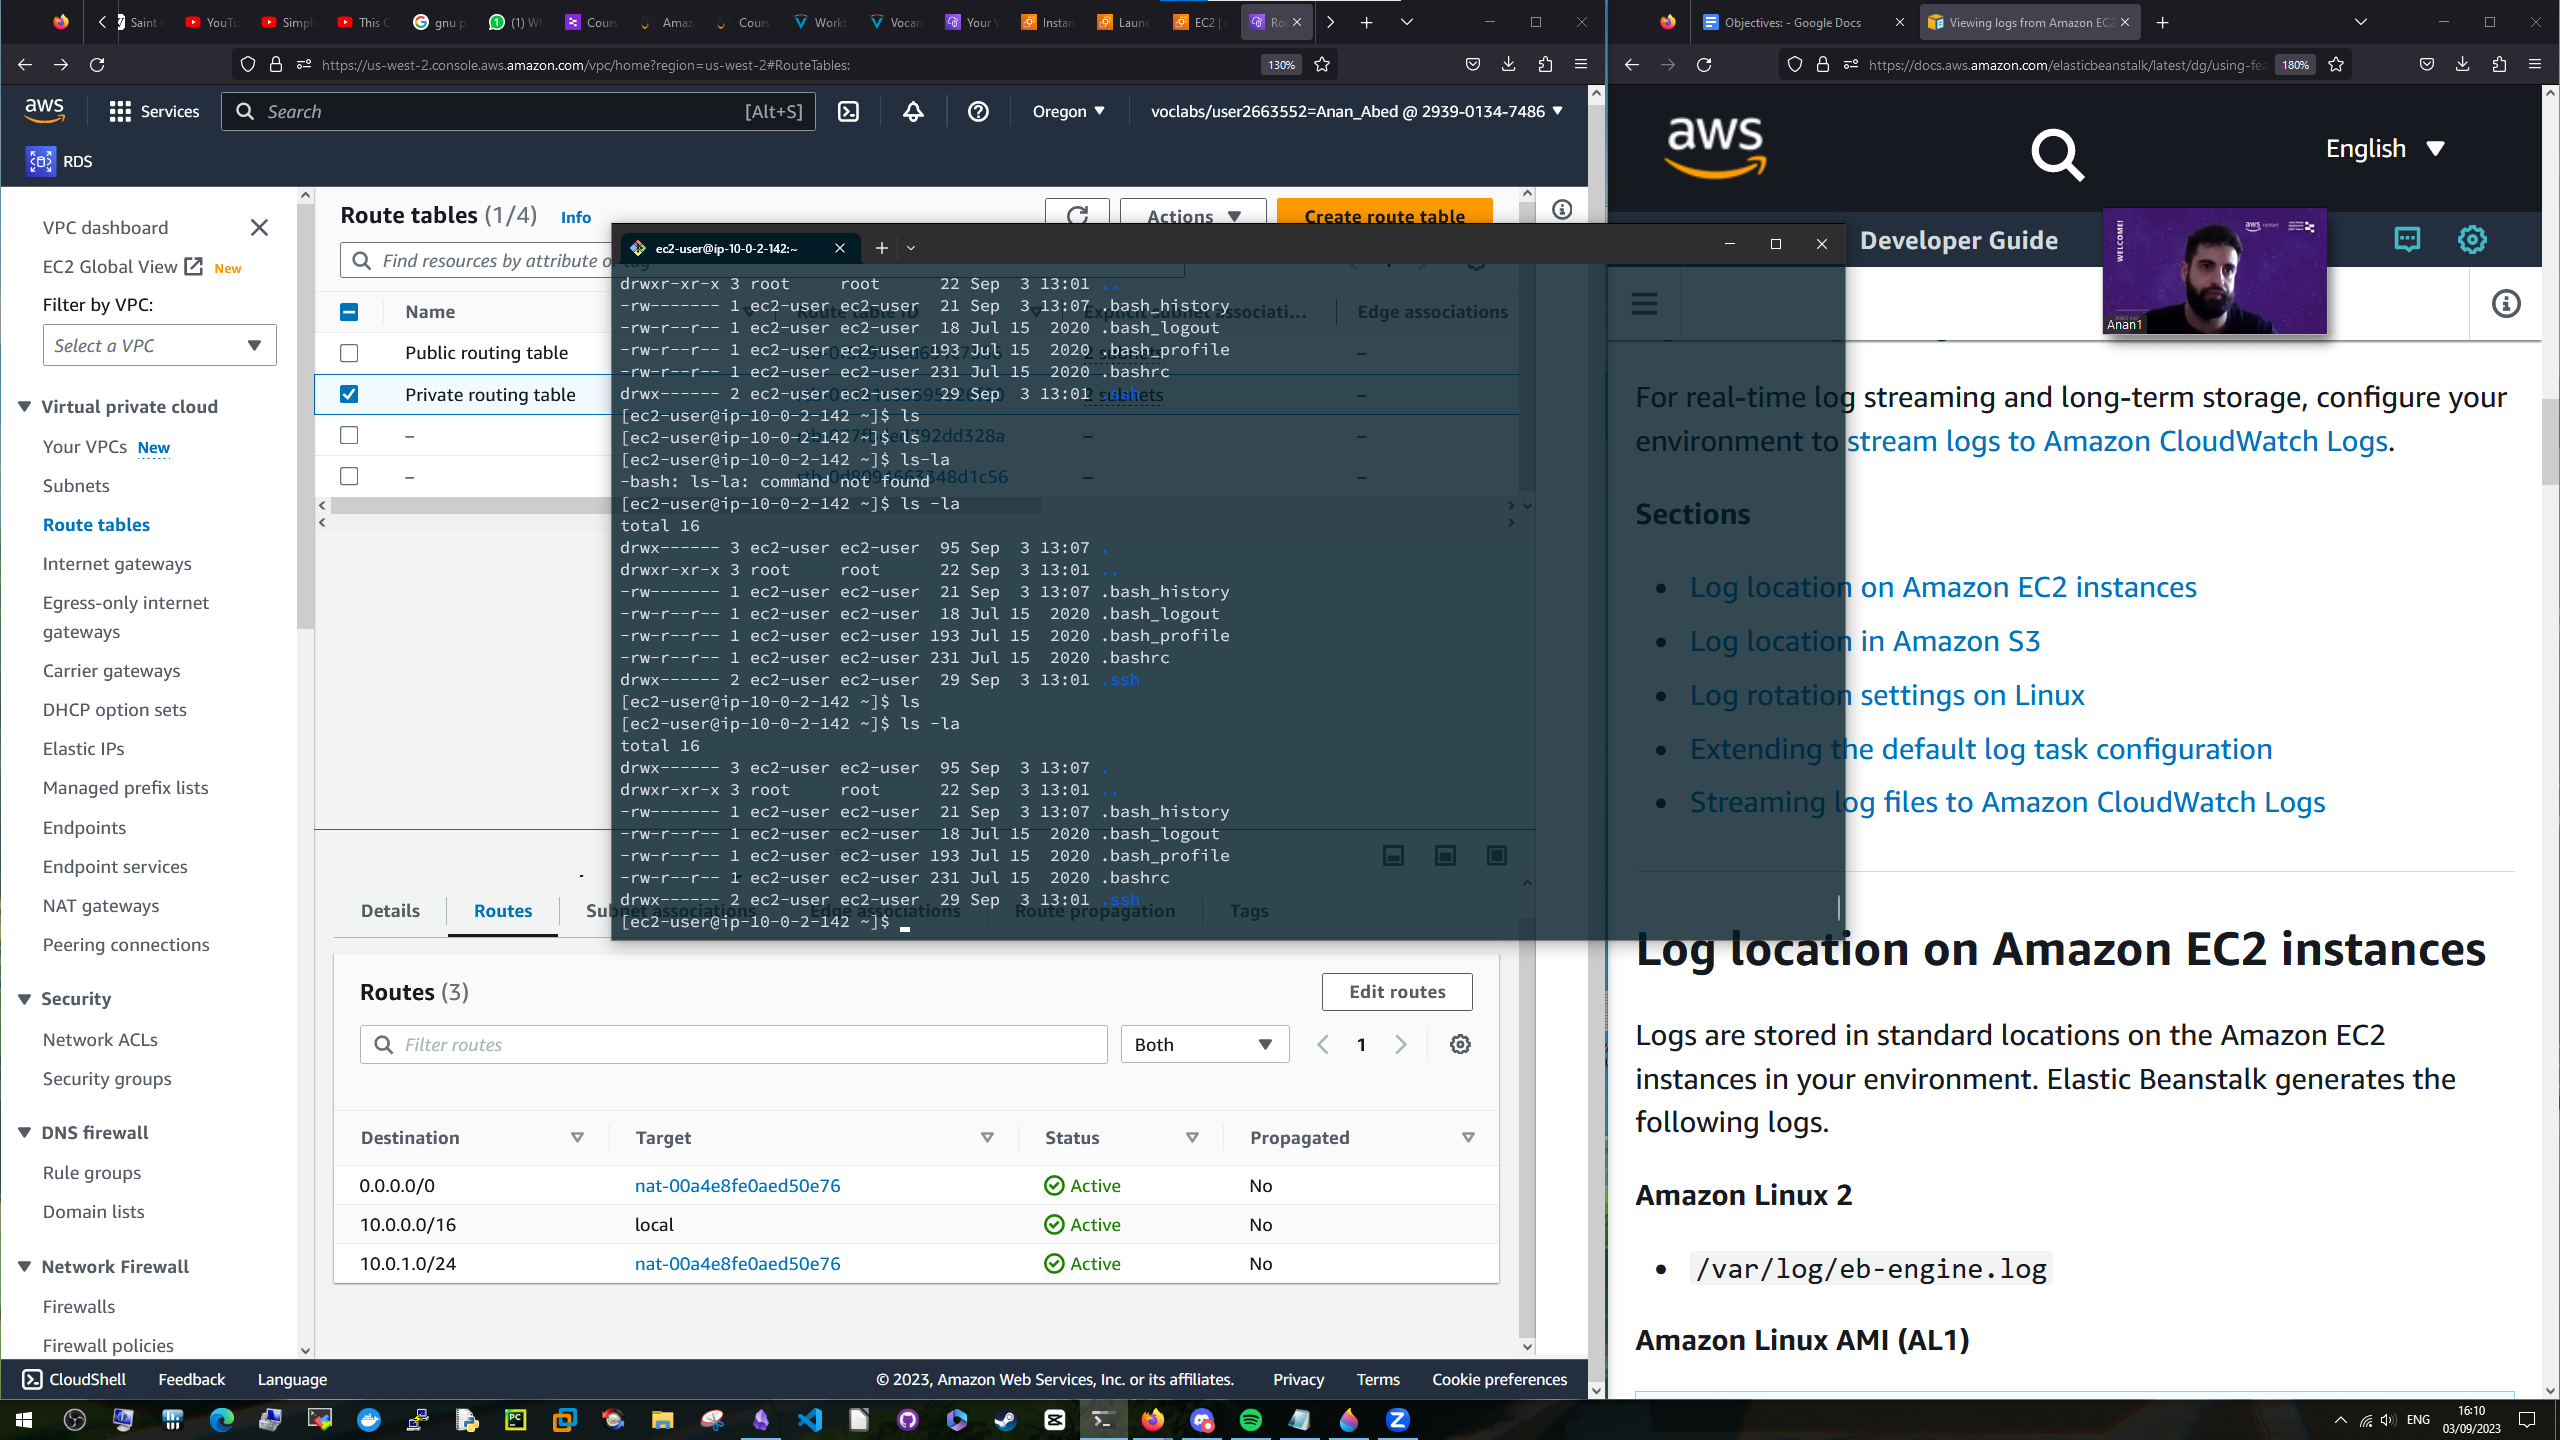 Saint
YouTu
Simpl
This C
gnu p
(1) Wh
Cours
Amaz
Cours
Workb
Vocare
Your V
Instan
Launc
EC2 |
Rou
https://us-west-2.console.aws.amazon.com/vpc/home?region=us-west-2#RouteTables:
130%
aws
Services
Search
[Alt+S]
Oregon
voclabs/user2663552=Anan_Abed @ 2939-0134-7486
RDS
VPC dashboard
EC2 Global View New
Filter by VPC:
Select a VPC
Virtual private cloud
Your VPCs New
Subnets
Route tables
Internet gateways
Egress-only internet
gateways
Carrier gateways
DHCP option sets
Elastic IPs
Managed prefix lists
Endpoints
Endpoint services
NAT gateways
Peering connections
Security
Network ACLs
Security groups
DNS firewall
Rule groups
Domain lists
Network Firewall
Firewalls
Firewall policies
Route tables (1/4) Info
Actions
Create route table
Find resources by attribute or tag
Name
Edge associations
Public routing table
–
Private routing table
2 subnets
–
–
–
–
–
–
–
ec2-user@ip-10-0-2-142:~
drwxr-xr-x 3 root     root      22 Sep  3 13:01 ..
-rw------- 1 ec2-user ec2-user  21 Sep  3 13:07 .bash_history
-rw-r--r-- 1 ec2-user ec2-user  18 Jul 15  2020 .bash_logout
-rw-r--r-- 1 ec2-user ec2-user 193 Jul 15  2020 .bash_profile
-rw-r--r-- 1 ec2-user ec2-user 231 Jul 15  2020 .bashrc
drwx------ 2 ec2-user ec2-user  29 Sep  3 13:01 .ssh
[ec2-user@ip-10-0-2-142 ~]$ ls
[ec2-user@ip-10-0-2-142 ~]$ ls
[ec2-user@ip-10-0-2-142 ~]$ ls-la
-bash: ls-la: command not found
[ec2-user@ip-10-0-2-142 ~]$ ls -la
total 16
drwx------ 3 ec2-user ec2-user  95 Sep  3 13:07 .
drwxr-xr-x 3 root     root      22 Sep  3 13:01 ..
-rw------- 1 ec2-user ec2-user  21 Sep  3 13:07 .bash_history
-rw-r--r-- 1 ec2-user ec2-user  18 Jul 15  2020 .bash_logout
-rw-r--r-- 1 ec2-user ec2-user 193 Jul 15  2020 .bash_profile
-rw-r--r-- 1 ec2-user ec2-user 231 Jul 15  2020 .bashrc
drwx------ 2 ec2-user ec2-user  29 Sep  3 13:01 .ssh
[ec2-user@ip-10-0-2-142 ~]$ ls
[ec2-user@ip-10-0-2-142 ~]$ ls -la
total 16
drwx------ 3 ec2-user ec2-user  95 Sep  3 13:07 .
drwxr-xr-x 3 root     root      22 Sep  3 13:01 ..
-rw------- 1 ec2-user ec2-user  21 Sep  3 13:07 .bash_history
-rw-r--r-- 1 ec2-user ec2-user  18 Jul 15  2020 .bash_logout
-rw-r--r-- 1 ec2-user ec2-user 193 Jul 15  2020 .bash_profile
-rw-r--r-- 1 ec2-user ec2-user 231 Jul 15  2020 .bashrc
drwx------ 2 ec2-user ec2-user  29 Sep  3 13:01 .ssh
[ec2-user@ip-10-0-2-142 ~]$
Details
Routes
Subnet associations
Edge associations
Route propagation
Tags
Routes (3)
Edit routes
Filter routes
Both
1
Destination Target Status Propagated
0.0.0.0/0 nat-00a4e8fe0aed50e76 Active No
10.0.0.0/16 local Active No
10.0.1.0/24 nat-00a4e8fe0aed50e76 Active No
CloudShell
Feedback
Language
© 2023, Amazon Web Services, Inc. or its affiliates.
Privacy
Terms
Cookie preferences
Objectives: - Google Docs
Viewing logs from Amazon EC2
https://docs.aws.amazon.com/elasticbeanstalk/latest/dg/using-fea
180%
aws
English
Developer Guide
WELCOME!
aws
Anan1
For real-time log streaming and long-term storage, configure your
environment to stream logs to Amazon CloudWatch Logs.
Sections
• Log location on Amazon EC2 instances
• Log location in Amazon S3
• Log rotation settings on Linux
• Extending the default log task configuration
• Streaming log files to Amazon CloudWatch Logs
Log location on Amazon EC2 instances
Logs are stored in standard locations on the Amazon EC2
instances in your environment. Elastic Beanstalk generates the
following logs.
Amazon Linux 2
• /var/log/eb-engine.log
Amazon Linux AMI (AL1)
ENG
16:10
03/09/2023